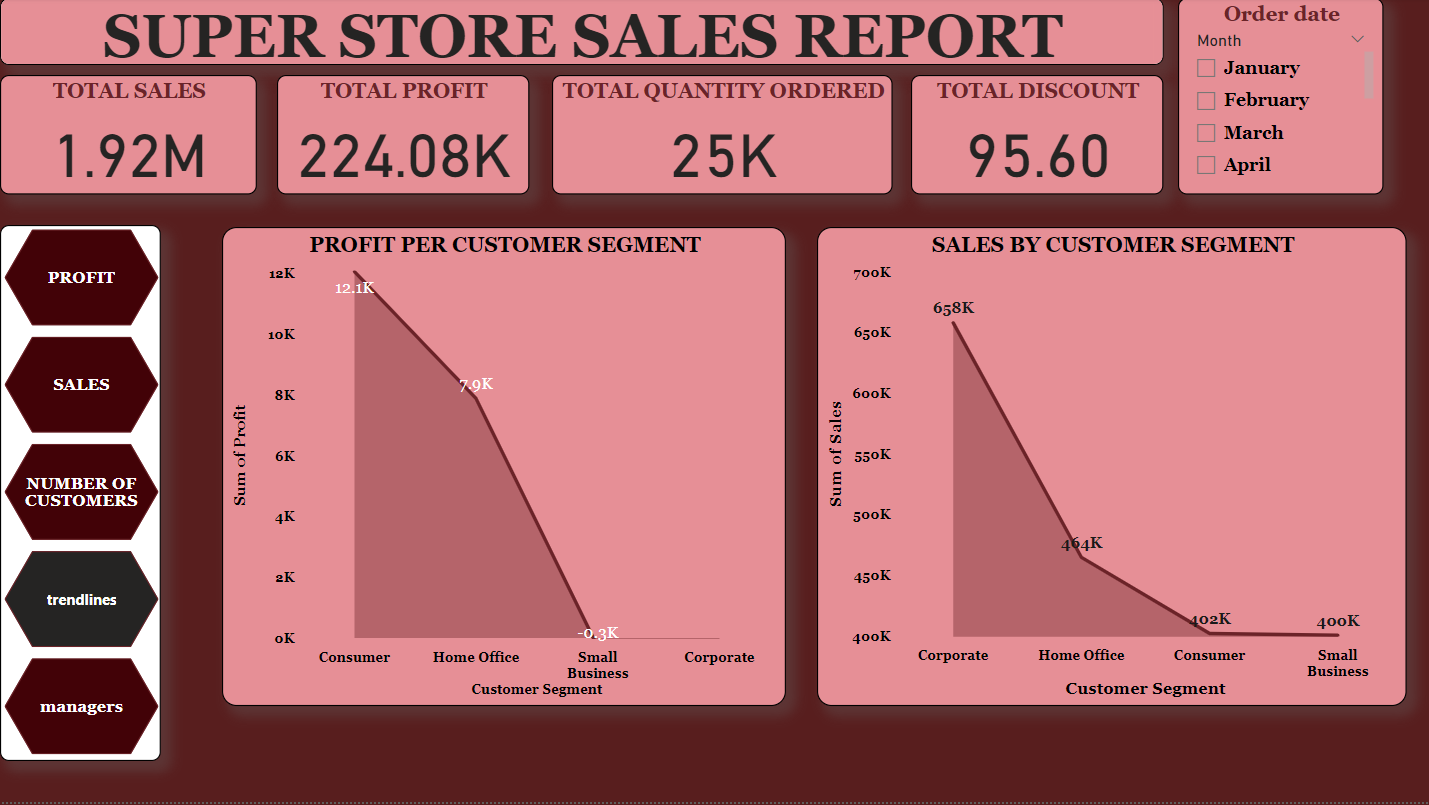 SUPER STORE SALES REPORT
Order date
Month
January
February
March
April
TOTAL SALES
1.92M
TOTAL PROFIT
224.08K
TOTAL QUANTITY ORDERED
25K
TOTAL DISCOUNT
95.60
PROFIT
SALES
NUMBER OF
CUSTOMERS
trendlines
managers
PROFIT PER CUSTOMER SEGMENT
Sum of Profit
12K
10K
8K
6K
4K
2K
0K
12.1K
7.9K
-0.3K
Consumer
Home Office
Small
Business
Corporate
Customer Segment
SALES BY CUSTOMER SEGMENT
Sum of Sales
700K
650K
600K
550K
500K
450K
400K
658K
464K
402K
400K
Corporate
Home Office
Consumer
Small
Business
Customer Segment